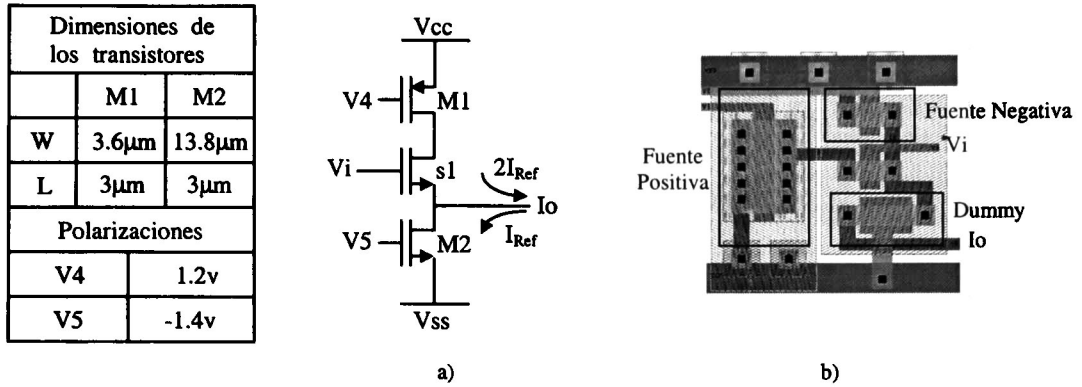 Dimensiones de
los transistores
M1 M2
W 3.6µm 13.8µm
L 3µm 3µm
Polarizaciones
V4 1.2v
V5 -1.4v
Vcc
V4 M1
Vi s1
2I_Ref
Io
I_Ref
V5 M2
Vss
a)
Fuente Negativa
Vi
Fuente
Positiva
Dummy
Io
b)